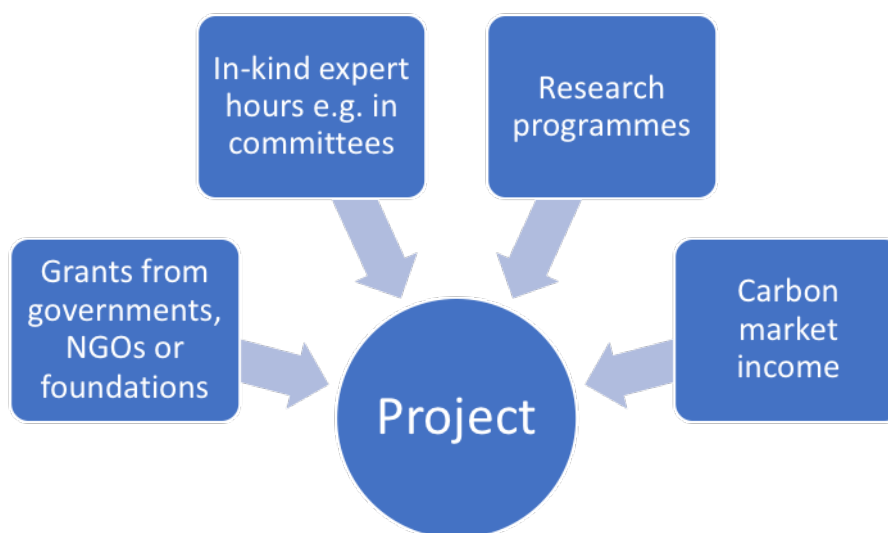 In-kind expert
hours e.g. in
committees
Research
programmes
Grants from
governments,
NGOs or
foundations
Carbon
market
income
Project